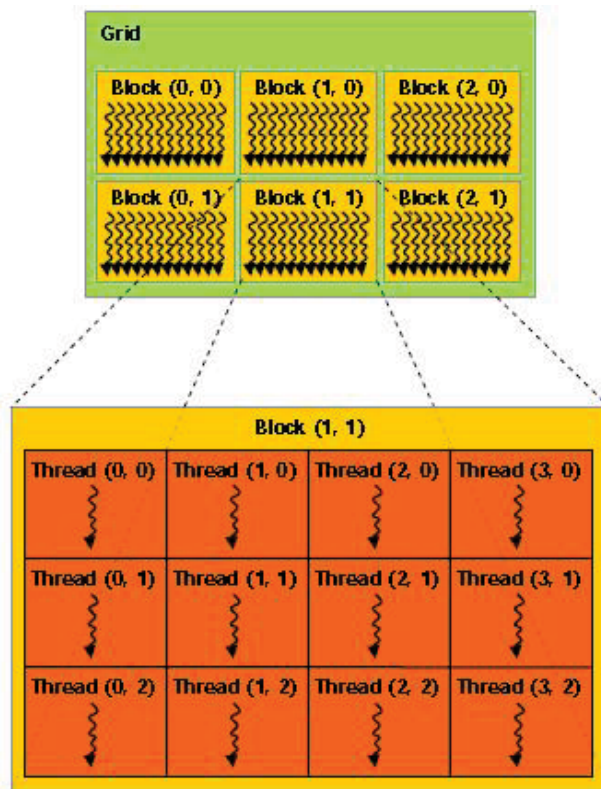 Grid
Block (0, 0) Block (1, 0) Block (2, 0)
Block (0, 1) Block (1, 1) Block (2, 1)
Block (1, 1)
Thread (0, 0) Thread (1, 0) Thread (2, 0) Thread (3, 0)
Thread (0, 1) Thread (1, 1) Thread (2, 1) Thread (3, 1)
Thread (0, 2) Thread (1, 2) Thread (2, 2) Thread (3, 2)